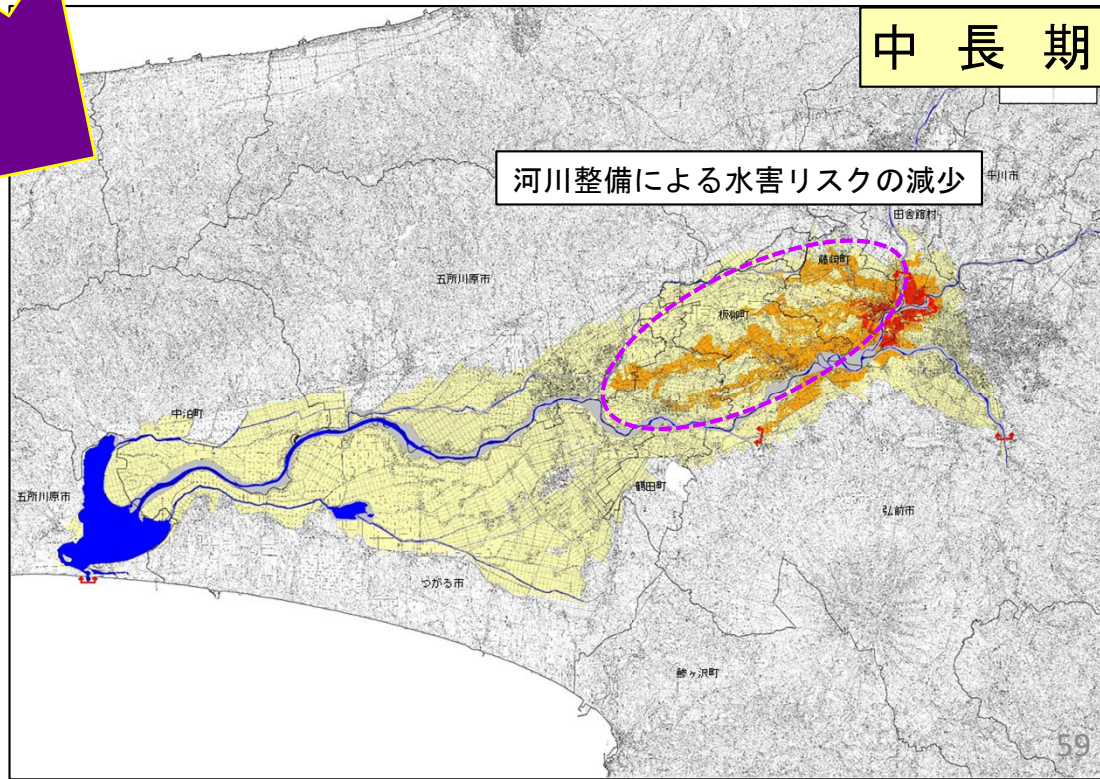 中 長 期
河川整備による水害リスクの減少
平川市
田舎館村
藤崎町
五所川原市
板柳町
中泊町
五所川原市
鶴田町
弘前市
つがる市
鰺ヶ沢町
59